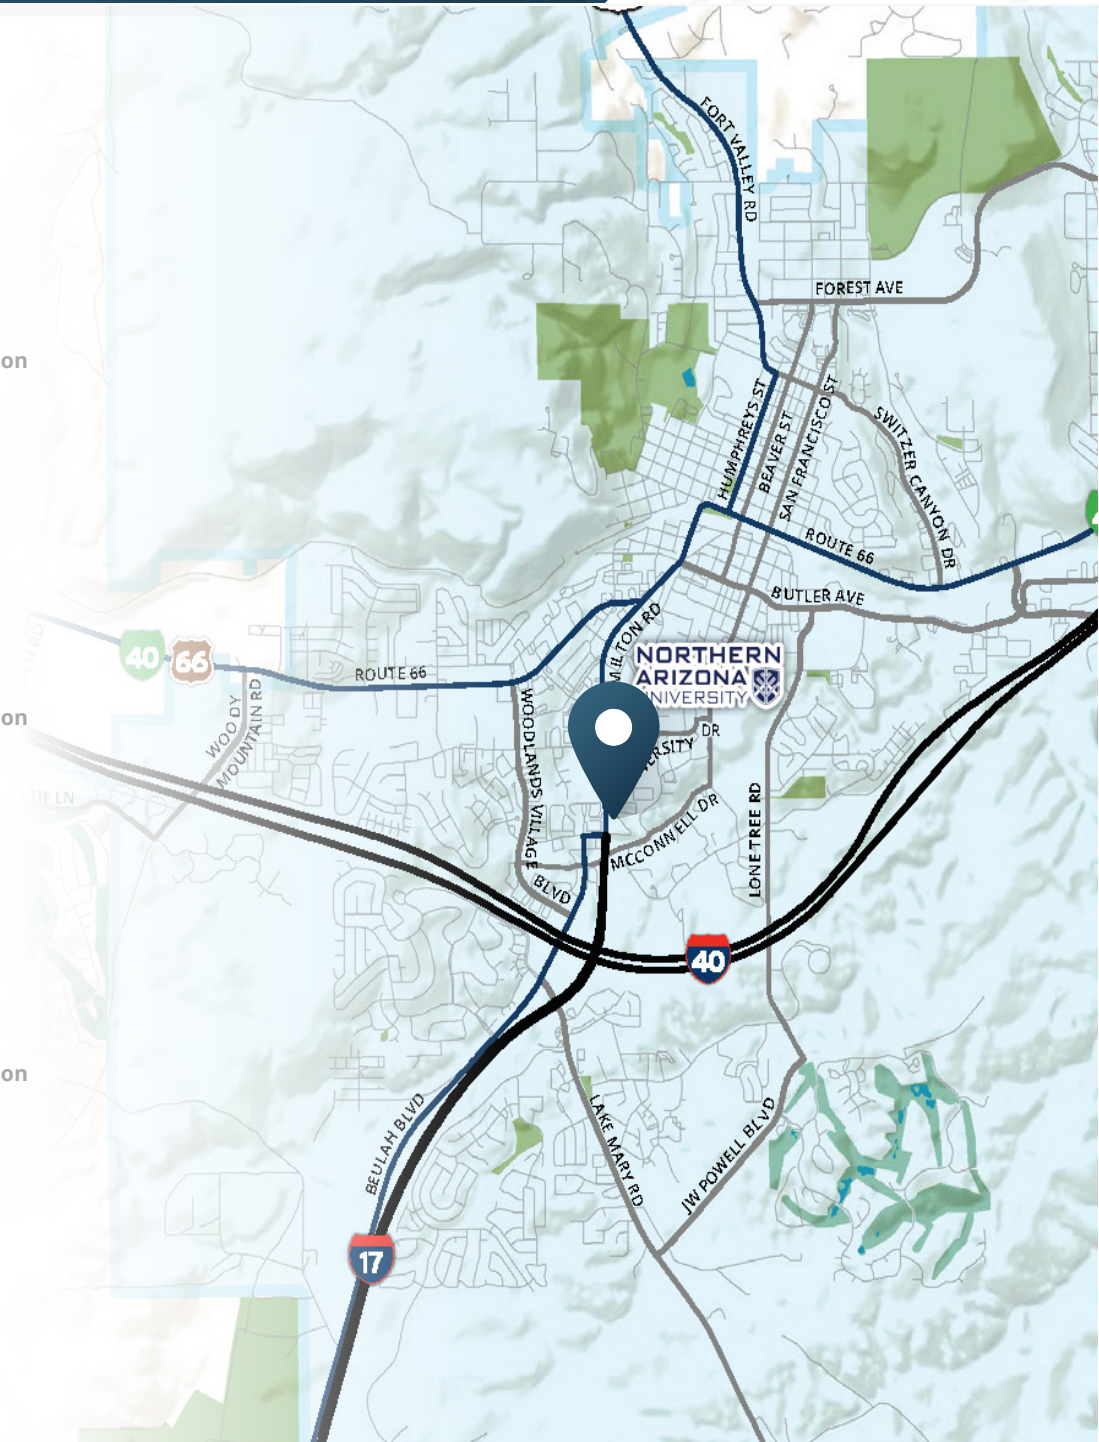 FORT VALLEY RD
FOREST AVE
on
HUMPHREYS ST
BEAVER ST
SAN FRANCISCO ST
SWITZER CANYON DR
ROUTE 66
BUTLER AVE
MILTON RD
NORTHERN
ARIZONA
UNIVERSITY
40
66
ROUTE 66
WOODY
MOUNTAIN RD
on
WOODLANDS VILLAGE
BLVD
DR
MCCONNELL DR
LONE TREE RD
40
on
BEULAH BLVD
LAKE MARY RD
JW POWELL BLVD
17